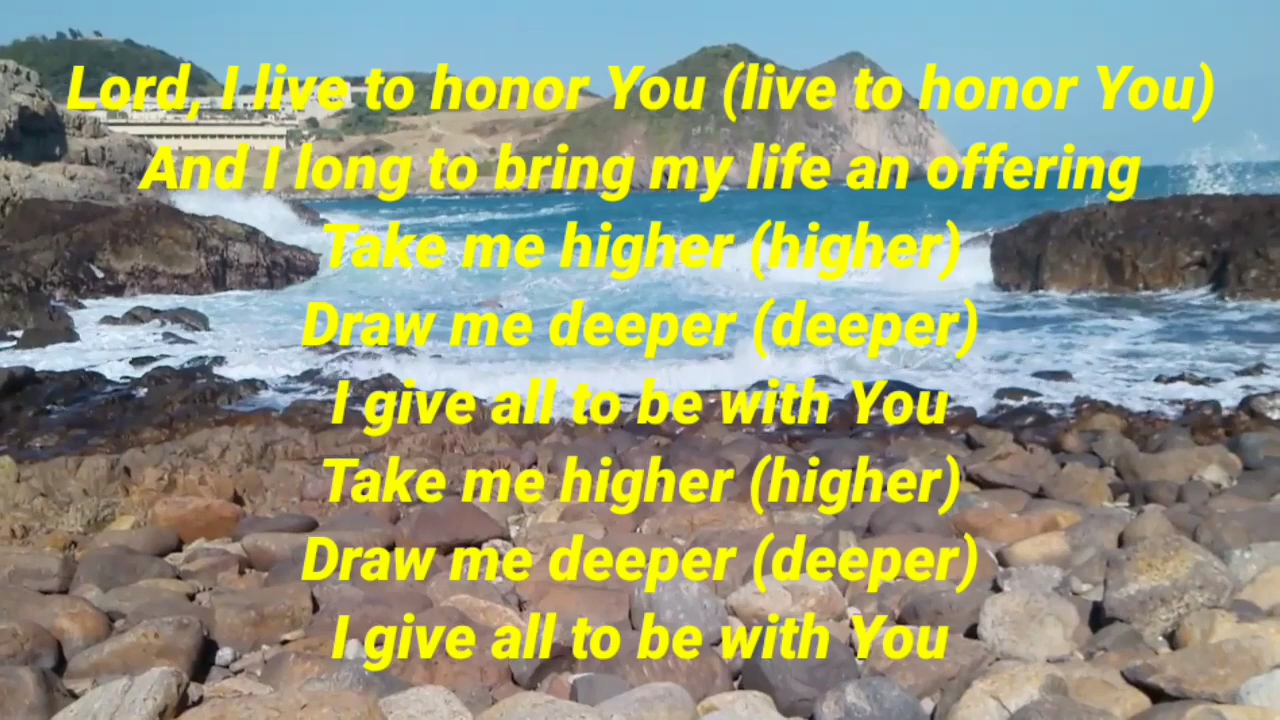 Lord, I live to honor You (live to honor You)
And I long to bring my life an offering
Take me higher (higher)
Draw me deeper (deeper)
I give all to be with You
Take me higher (higher)
Draw me deeper (deeper)
I give all to be with You